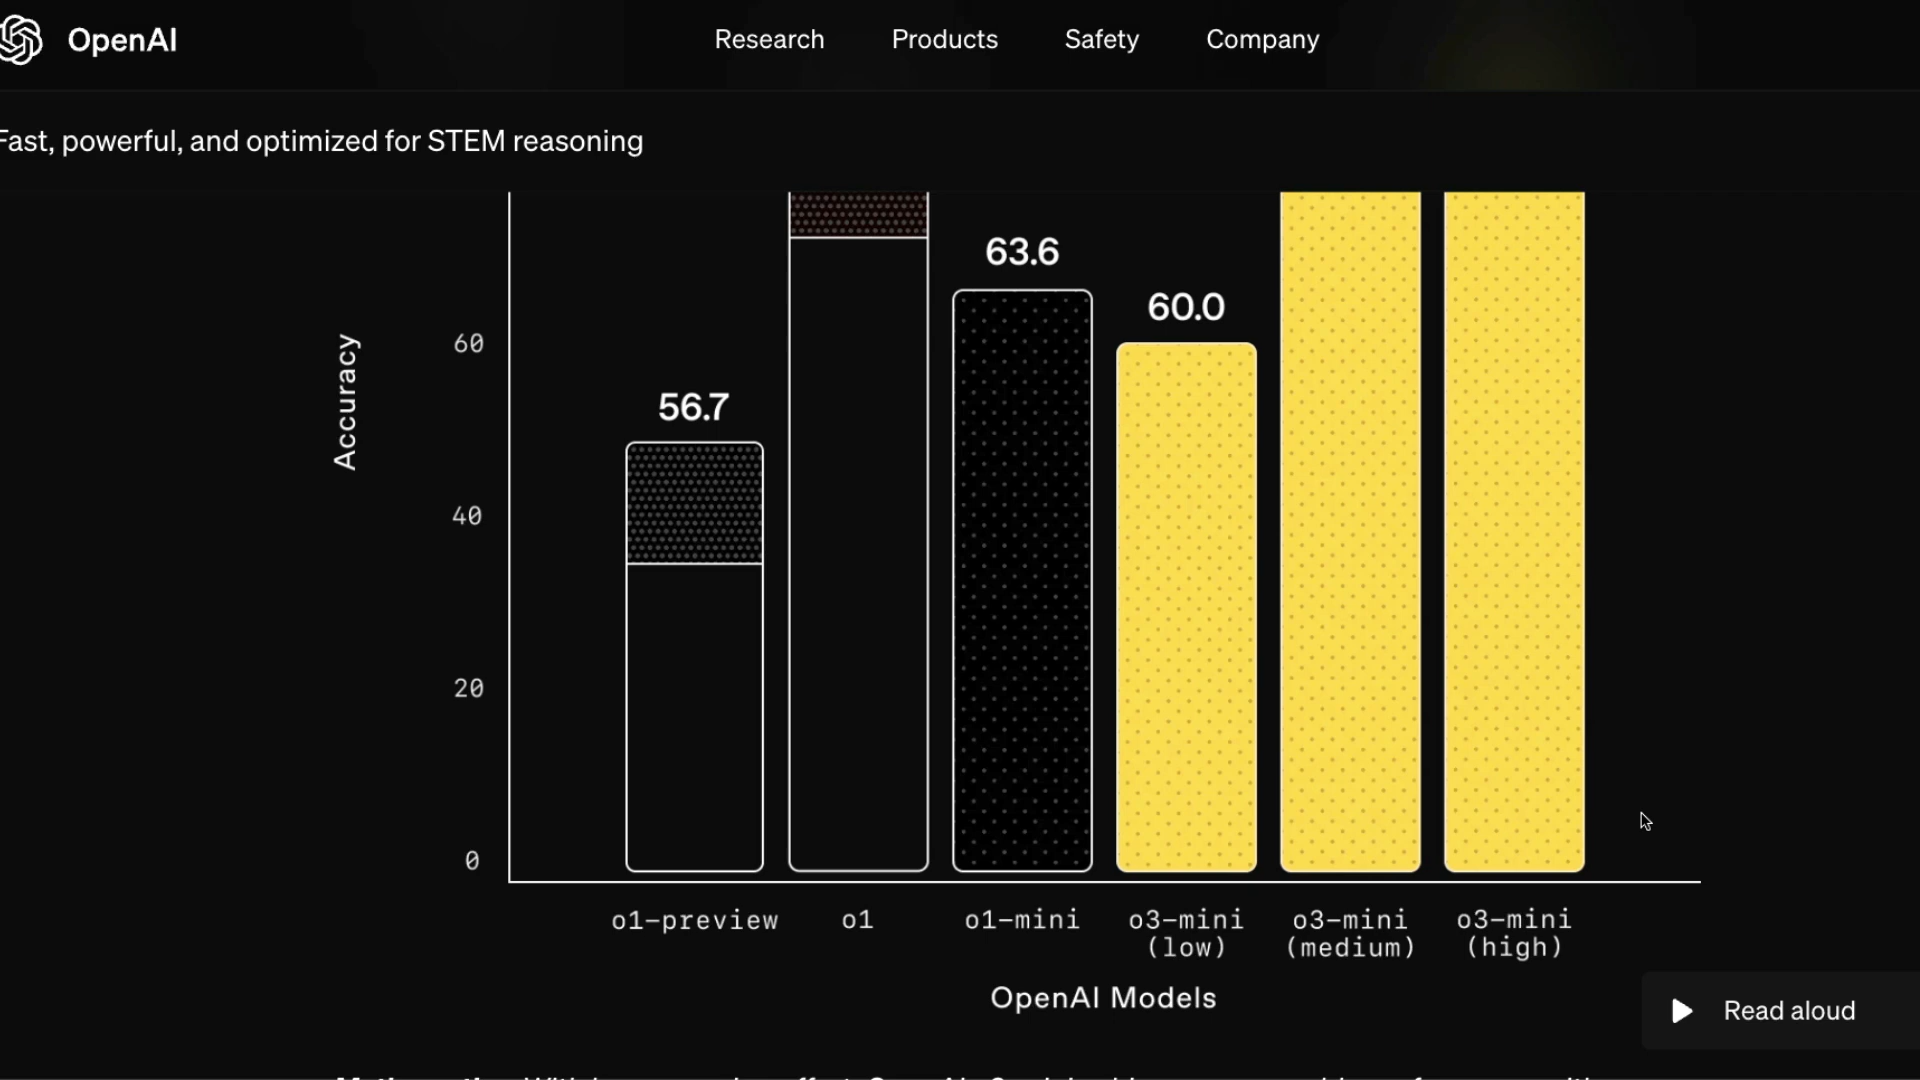 OpenAI
Research Products Safety Company
Fast, powerful, and optimized for STEM reasoning
63.6
60.0
60
56.7
Accuracy
40
20
0
o1-preview o1 o1-mini o3-mini (low) o3-mini (medium) o3-mini (high)
OpenAI Models
Read aloud